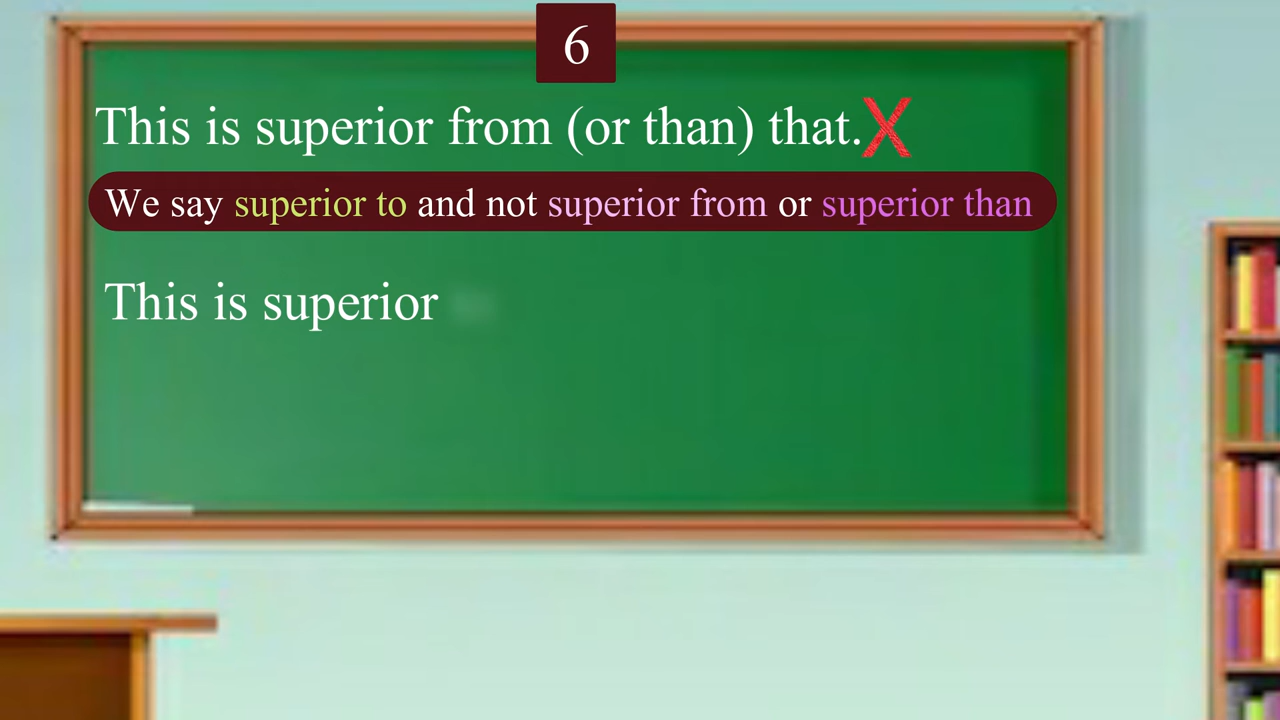 6
This is superior from (or than) that.
We say superior to and not superior from or superior than
This is superior